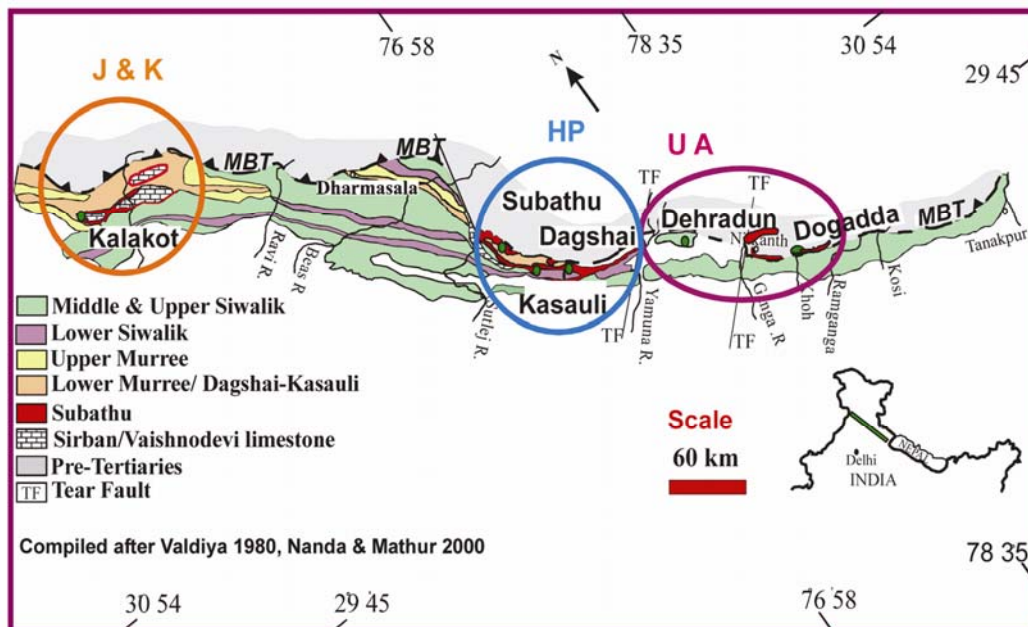 76 58
78 35
30 54
29 45
J & K
N
HP
U A
MBT
MBT
MBT
TF
TF
Dharmasala
Subathu
Dehradun
Dogadda
MBT
Dagshai
Kalakot
Tanakpur
Kasauli
Ravi R.
Beas R
Sutlej R.
TF
Yamuna R.
TF
Ganga .R
Khoh
Ramganga
Kosi
Middle & Upper Siwalik
Lower Siwalik
Upper Murree
Lower Murree/ Dagshai-Kasauli
Subathu
Sirban/Vaishnodevi limestone
Pre-Tertiaries
TF Tear Fault
Scale
60 km
NEPAL
Delhi
INDIA
Compiled after Valdiya 1980, Nanda & Mathur 2000
78 35
30 54
29 45
76 58